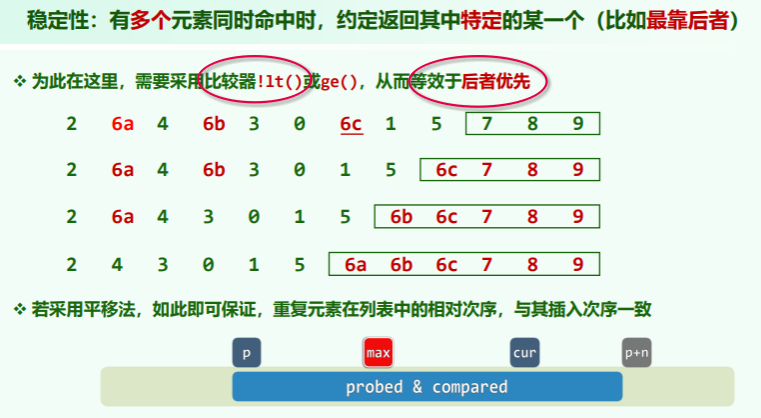 稳定性：有多个元素同时命中时，约定返回其中特定的某一个（比如最靠后者）
❖ 为此在这里，需要采用比较器!lt()或ge()，从而等效于后者优先
2 6a 4 6b 3 0 6c 1 5 7 8 9
2 6a 4 6b 3 0 1 5 6c 7 8 9
2 6a 4 3 0 1 5 6b 6c 7 8 9
2 4 3 0 1 5 6a 6b 6c 7 8 9
❖ 若采用平移法，如此即可保证，重复元素在列表中的相对次序，与其插入次序一致
p max cur p+n
probed & compared